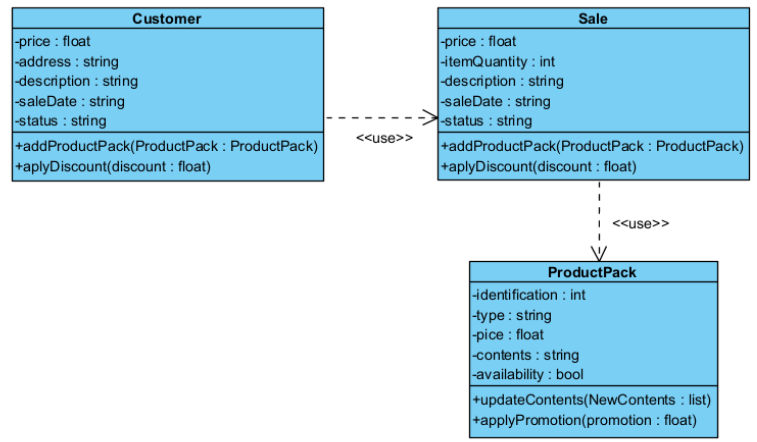 Customer
-price : float
-address : string
-description : string
-saleDate : string
-status : string
+addProductPack(ProductPack : ProductPack)
+aplyDiscount(discount : float)
<<use>>
Sale
-price : float
-itemQuantity : int
-description : string
-saleDate : string
-status : string
+addProductPack(ProductPack : ProductPack)
+aplyDiscount(discount : float)
<<use>>
ProductPack
-identification : int
-type : string
-pice : float
-contents : string
-availability : bool
+updateContents(NewContents : list)
+applyPromotion(promotion : float)